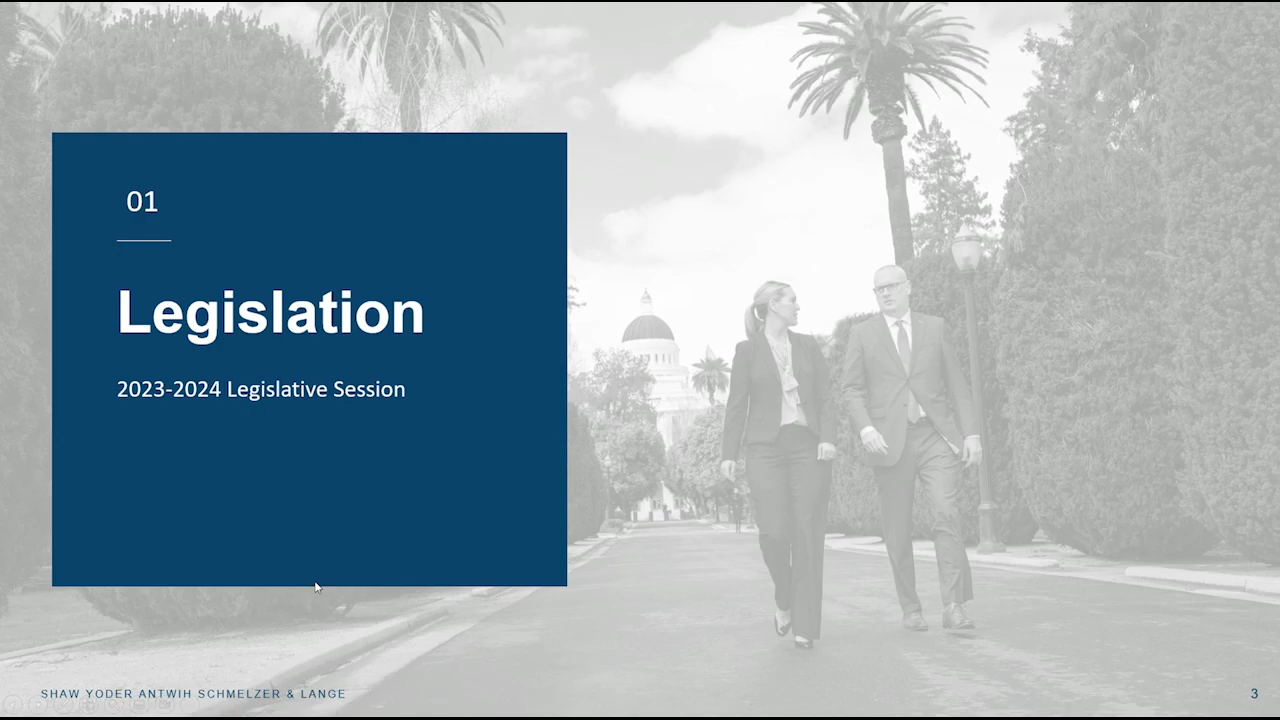 01
Legislation
2023-2024 Legislative Session
SHAW YODER ANTWIH SCHMELZER & LANGE
3